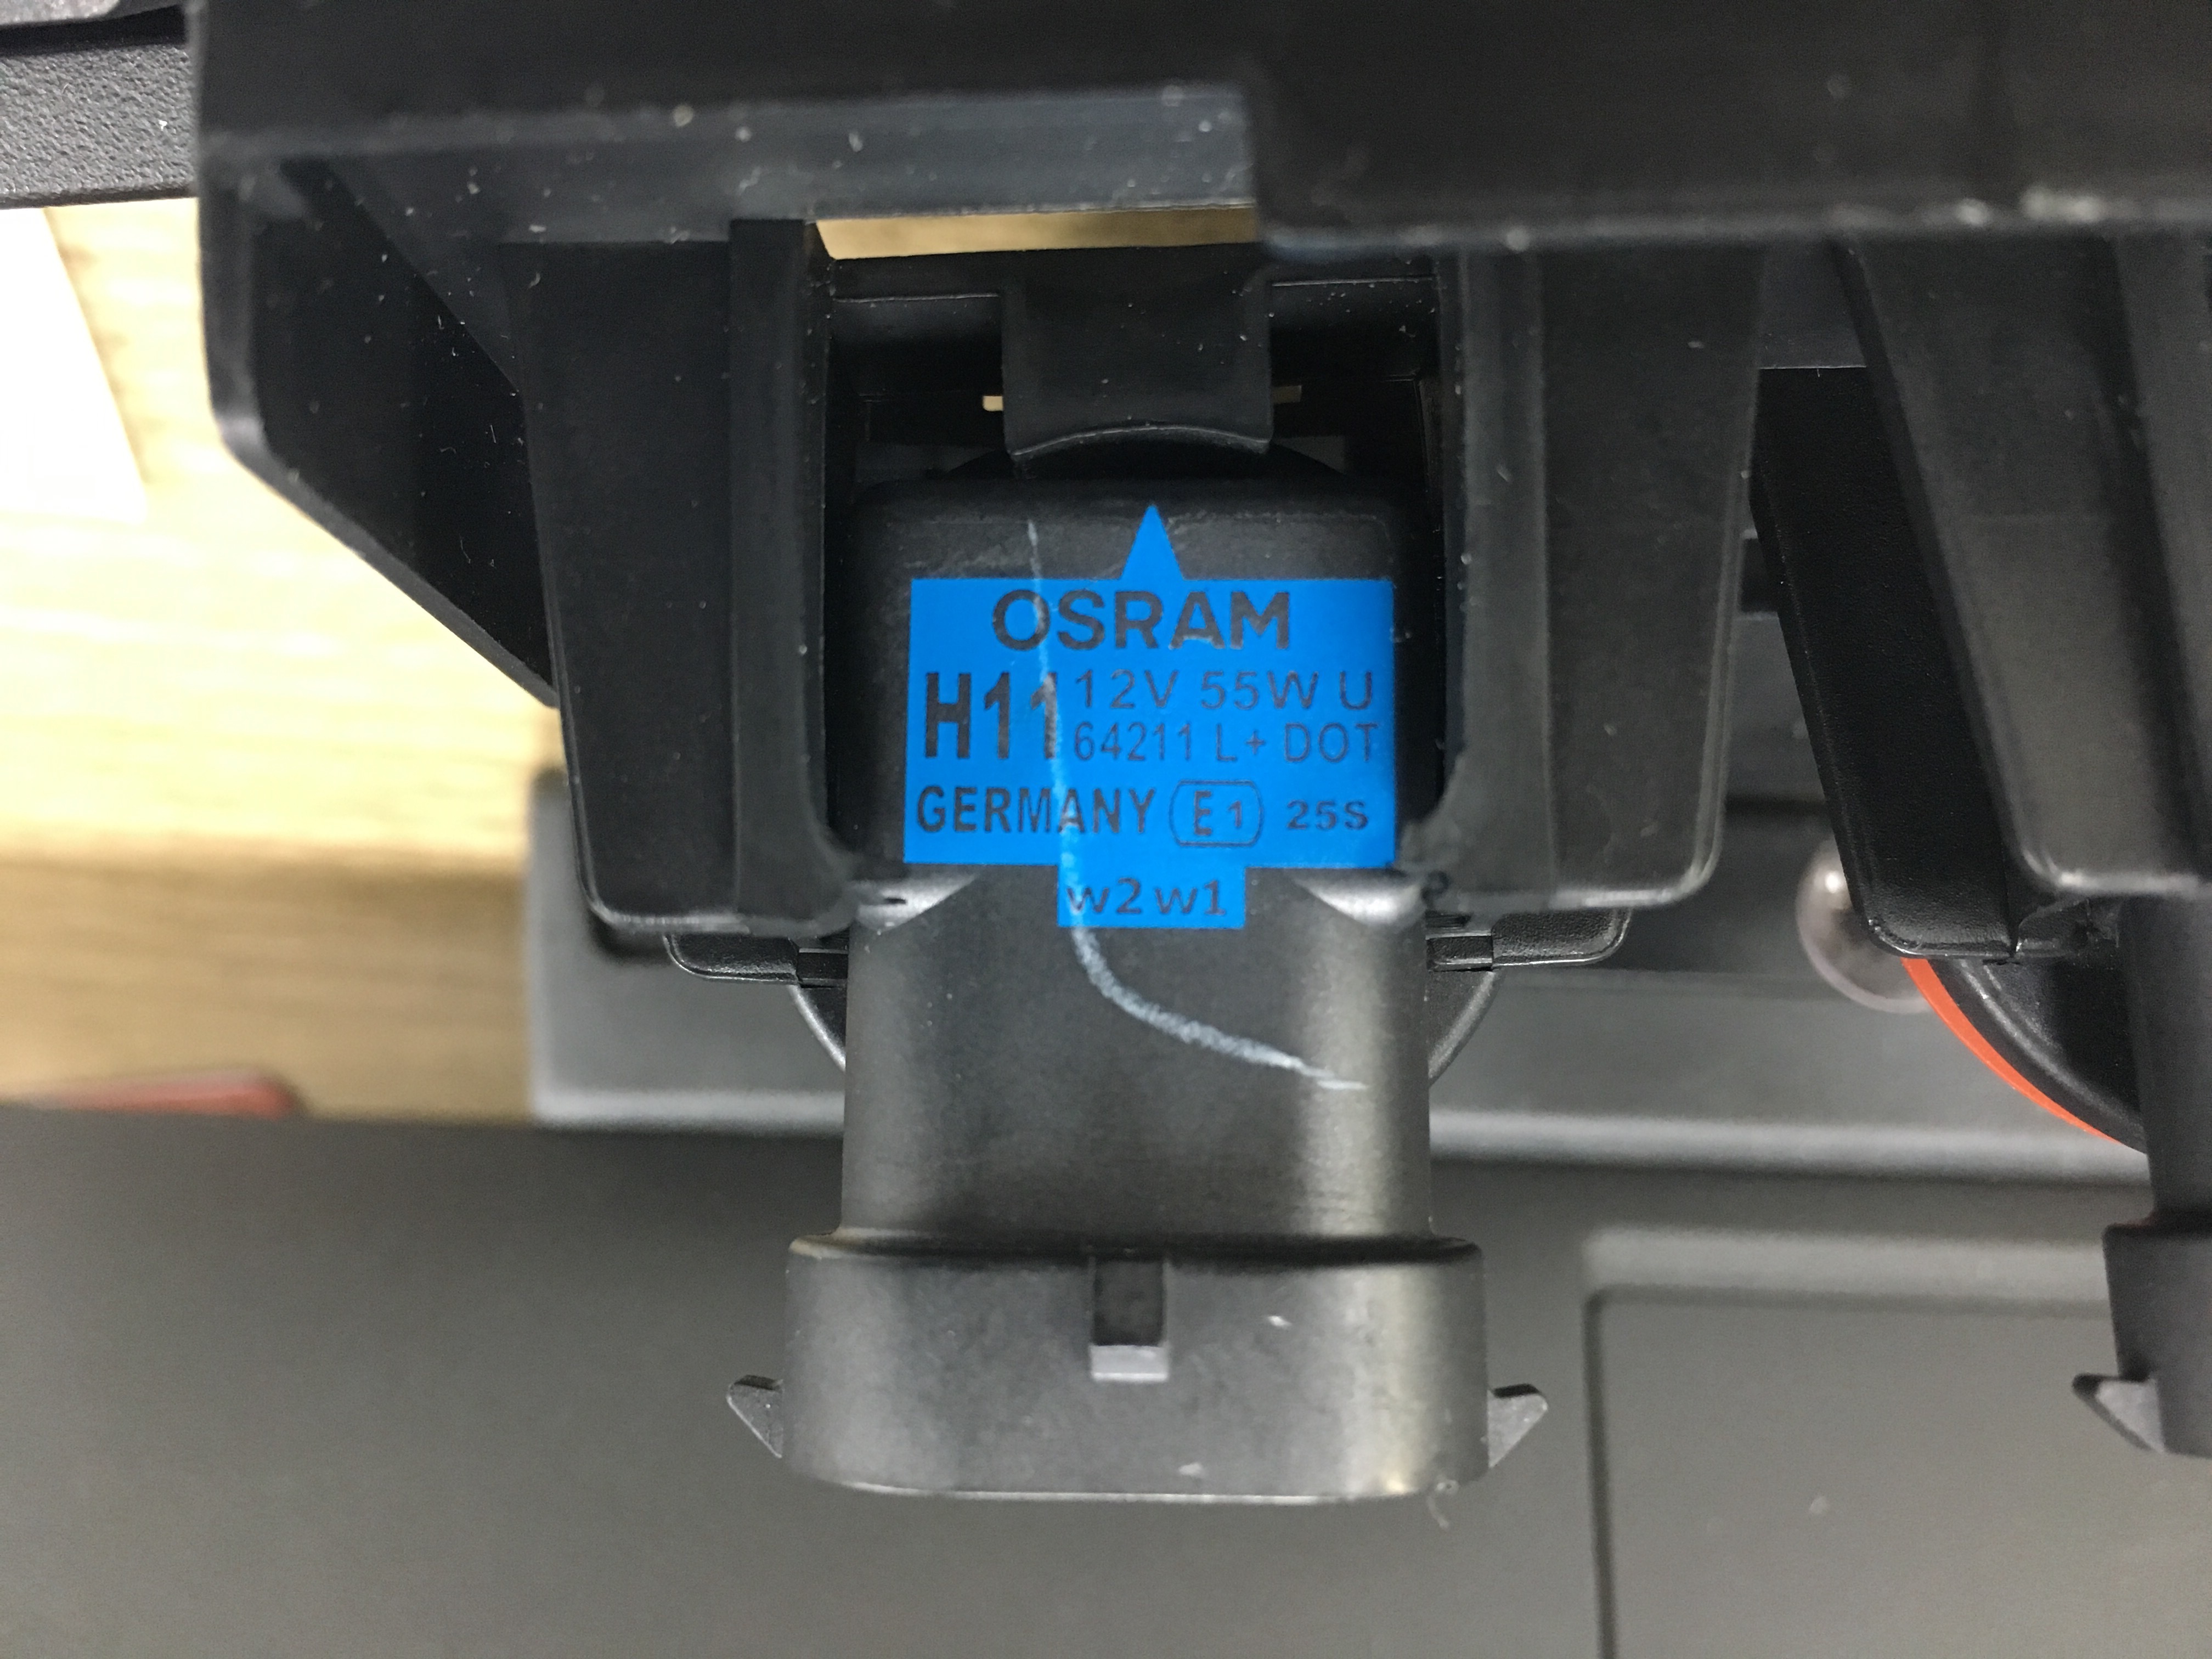 OSRAM
H11 12V 55W U
64211 L+ DOT
GERMANY E1 25S
w2w1